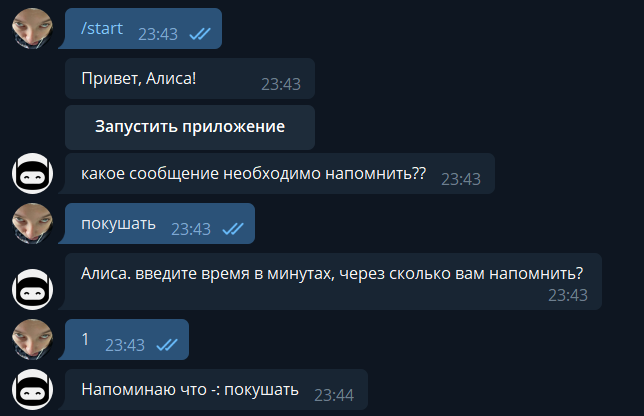 /start 23:43
Привет, Алиса! 23:43
Запустить приложение
какое сообщение необходимо напомнить?? 23:43
покушать 23:43
Алиса. введите время в минутах, через сколько вам напомнить?
23:43
1 23:43
Напоминаю что -: покушать 23:44